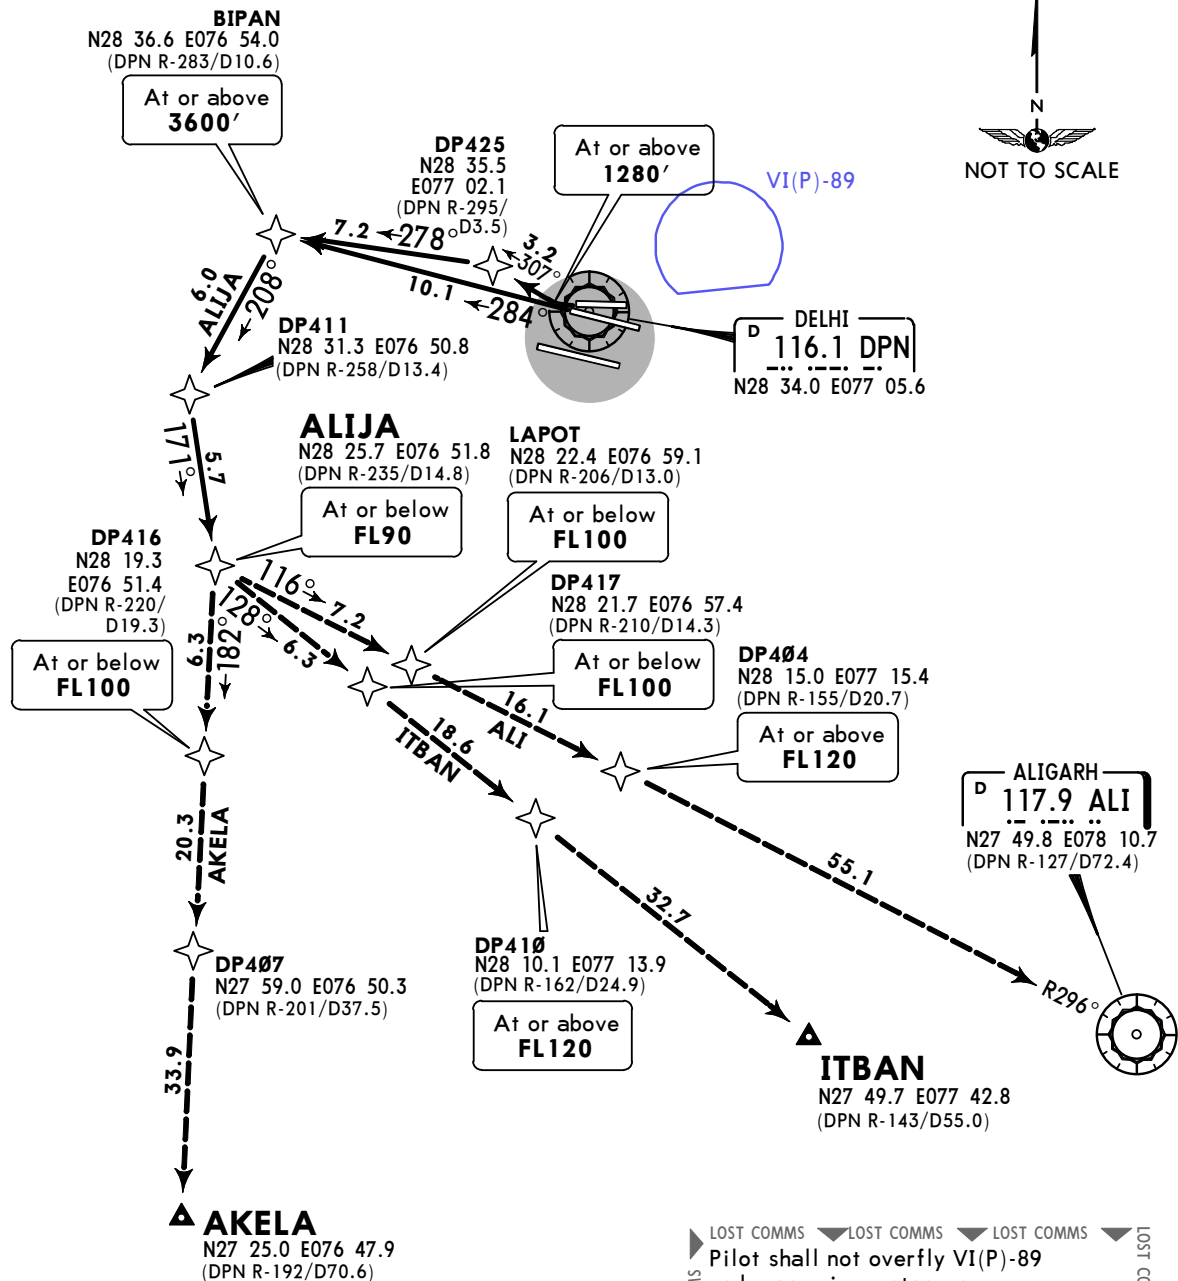 BIPAN
N28 36.6 E076 54.0
(DPN R-283/D10.6)
At or above
3600'
N
NOT TO SCALE
DP425
N28 35.5
E077 02.1
(DPN R-295/
D3.5)
At or above
1280'
VI(P)-89
7.2
278°
3.2
307°
10.1
284°
6.0
ALIJA
208°
DELHI
D 116.1 DPN
N28 34.0 E077 05.6
DP411
N28 31.3 E076 50.8
(DPN R-258/D13.4)
171°
5.7
ALIJA
N28 25.7 E076 51.8
(DPN R-235/D14.8)
At or below
FL90
LAPOT
N28 22.4 E076 59.1
(DPN R-206/D13.0)
At or below
FL100
DP416
N28 19.3
E076 51.4
(DPN R-220/
D19.3)
At or below
FL100
116°
7.2
128°
6.3
6.3
182°
DP417
N28 21.7 E076 57.4
(DPN R-210/D14.3)
At or below
FL100
DP4Ø4
N28 15.0 E077 15.4
(DPN R-155/D20.7)
At or above
FL120
16.1
ALI
18.6
ITBAN
ALIGARH
D 117.9 ALI
N27 49.8 E078 10.7
(DPN R-127/D72.4)
20.3
AKELA
55.1
32.7
R296°
DP4Ø7
N27 59.0 E076 50.3
(DPN R-201/D37.5)
DP41Ø
N28 10.1 E077 13.9
(DPN R-162/D24.9)
At or above
FL120
33.9
ITBAN
N27 49.7 E077 42.8
(DPN R-143/D55.0)
AKELA
N27 25.0 E076 47.9
(DPN R-192/D70.6)
LOST COMMS LOST COMMS LOST COMMS
Pilot shall not overfly VI(P)-89